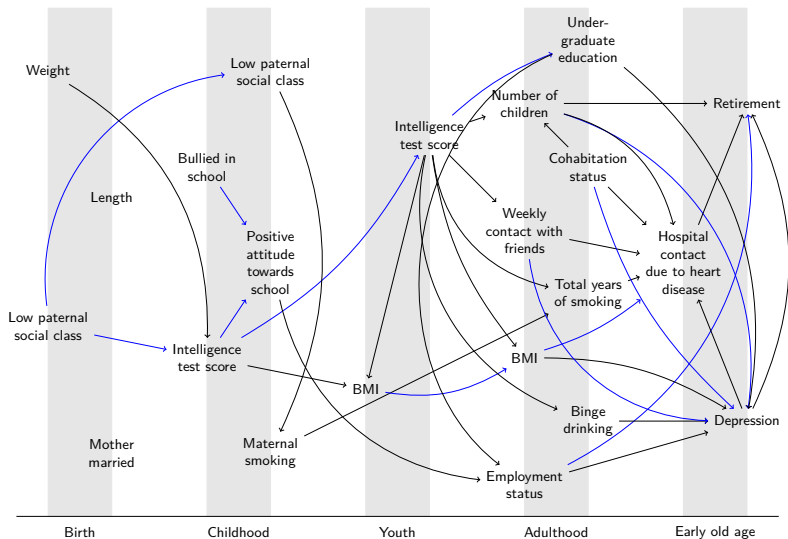 Weight
Length
Low paternal
social class
Mother
married
Low paternal
social class
Bullied in
school
Positive
attitude
towards
school
Intelligence
test score
Maternal
smoking
Intelligence
test score
BMI
Under-
graduate
education
Number of
children
Cohabitation
status
Weekly
contact with
friends
Total years
of smoking
BMI
Binge
drinking
Employment
status
Retirement
Hospital
contact
due to heart
disease
Depression
Birth
Childhood
Youth
Adulthood
Early old age